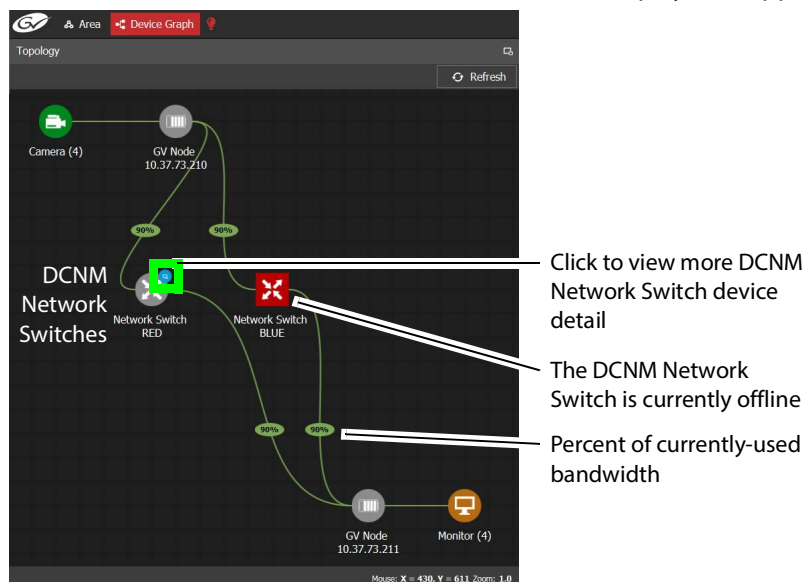 GV Area Device Graph
Topology
Refresh
Camera (4)
GV Node
10.37.73.210
90% 90%
DCNM
Network
Switches
Network Switch
RED
Network Switch
BLUE
Click to view more DCNM
Network Switch device
detail
The DCNM Network
Switch is currently offline
90% 90%
Percent of currently-used
bandwidth
GV Node
10.37.73.211
Monitor (4)
Mouse: X = 430, Y = 611 Zoom: 1.0